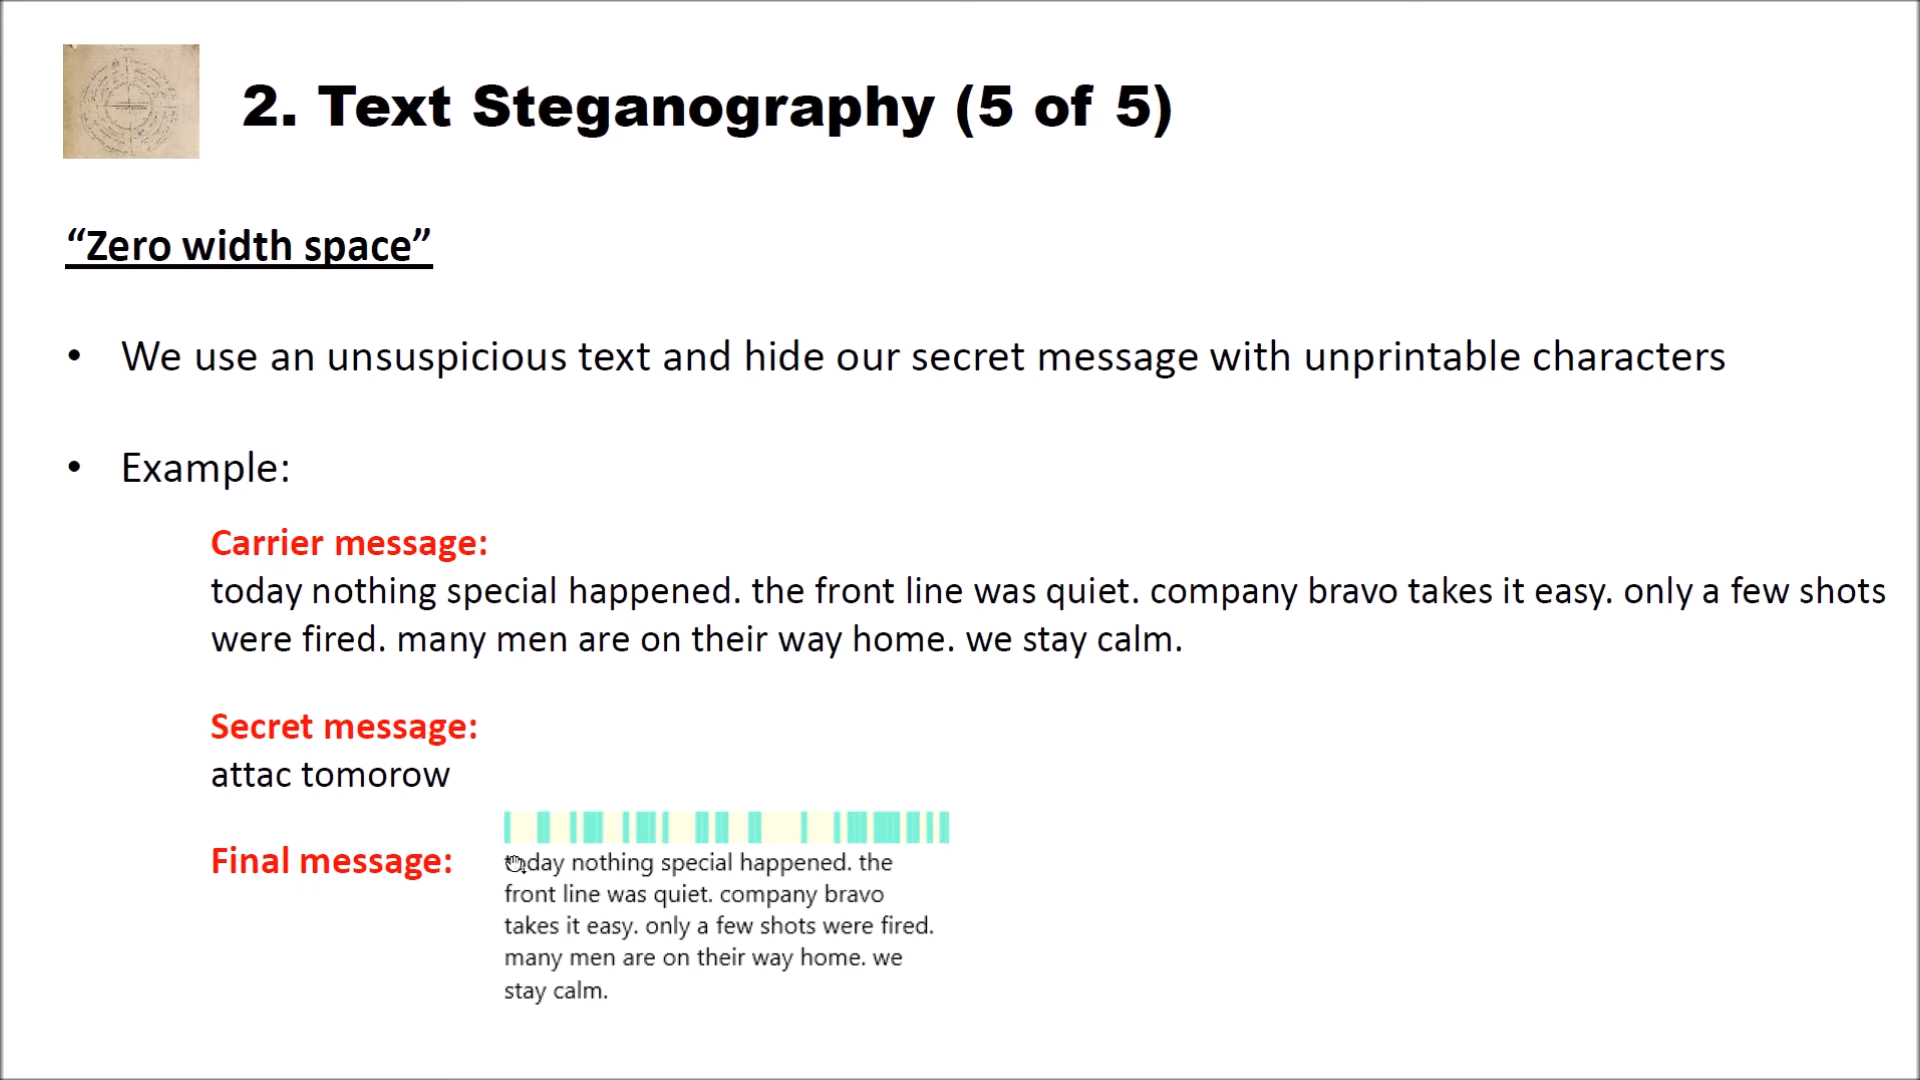 2. Text Steganography (5 of 5)
“Zero width space”
• We use an unsuspicious text and hide our secret message with unprintable characters
• Example:
Carrier message:
today nothing special happened. the front line was quiet. company bravo takes it easy. only a few shots
were fired. many men are on their way home. we stay calm.
Secret message:
attac tomorow
Final message:
today nothing special happened. the
front line was quiet. company bravo
takes it easy. only a few shots were fired.
many men are on their way home. we
stay calm.